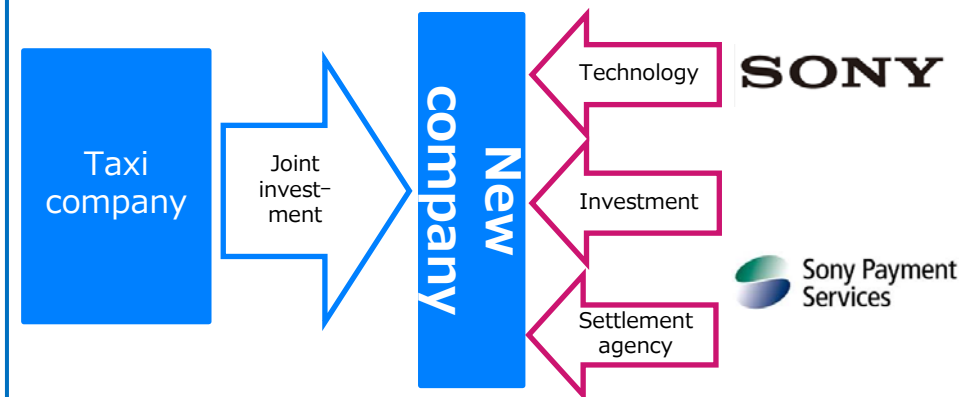 Taxi
company
Joint
invest-
ment
New
company
Technology
Investment
Settlement
agency
SONY
Sony Payment
Services